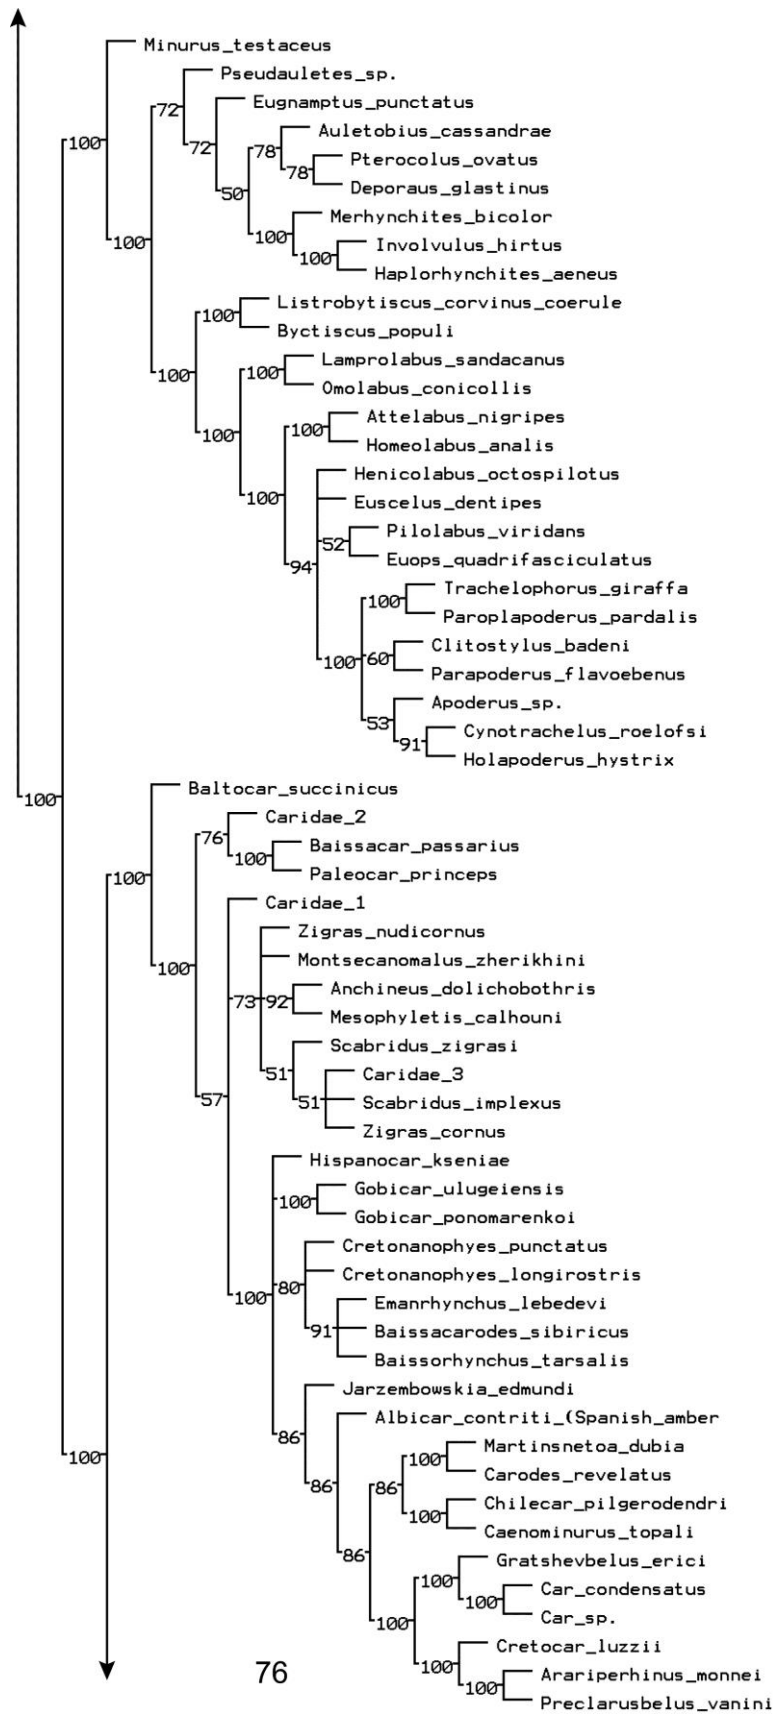 Minurus_testaceus
100
Pseudauletes_sp.
72
Eugnamptus_punctatus
72
Auletobius_cassandrae
78
Pterocolus_ovatus
78
Deporaus_glastinus
50
Merhynchites_bicolor
100
100
Involvulus_hirtus
100
Haplorhynchites_aeneus
Listrobytiscus_corvinus_coerule
100
Byctiscus_populi
Lamprolabus_sandacanus
100
100
Omolabus_conicollis
Attelabus_nigripes
100
100
Homeolabus_analis
Henicolabus_octospilotus
100
Euscelus_dentipes
Pilolabus_viridans
52
Euops_quadrifasciculatus
94
Trachelophorus_giraffa
100
Paroplapoderus_pardalis
Clitostylus_badeni
100
60
Parapoderus_flavoebenus
Apoderus_sp.
53
Cynotrachelus_roelofsi
91
Holapoderus_hystrix
Baltocar_succinicus
100
Caridae_2
76
Baissacar_passarius
100
Paleocar_princeps
100
Caridae_1
Zigras_nudicornus
100
Montsecanomalus_zherikhini
Anchineus_dolichobothris
73
92
Mesophyletis_calhouni
Scabridus_zigrasi
51
Caridae_3
57
51
Scabridus_implexus
Zigras_cornus
Hispanocar_kseniae
Gobicar_ulugeiensis
100
Gobicar_ponomarenkoi
Cretonanophyes_punctatus
Cretonanophyes_longirostris
100
80
Emanrhynchus_lebedevi
91
Baissacarodes_sibiricus
Baissorhynchus_tarsalis
Jarzembowskia_edmundi
Albicar_contriti_(Spanish_amber
86
Martinsnetoa_dubia
100
100
Carodes_revelatus
86
86
Chilecar_pilgerodendri
100
Caenominurus_topali
86
Gratshevbelus_erici
100
Car_condensatus
100
Car_sp.
100
Cretocar_luzzii
100
Arariperhinus_monnei
100
Preclarusbelus_vanini
76